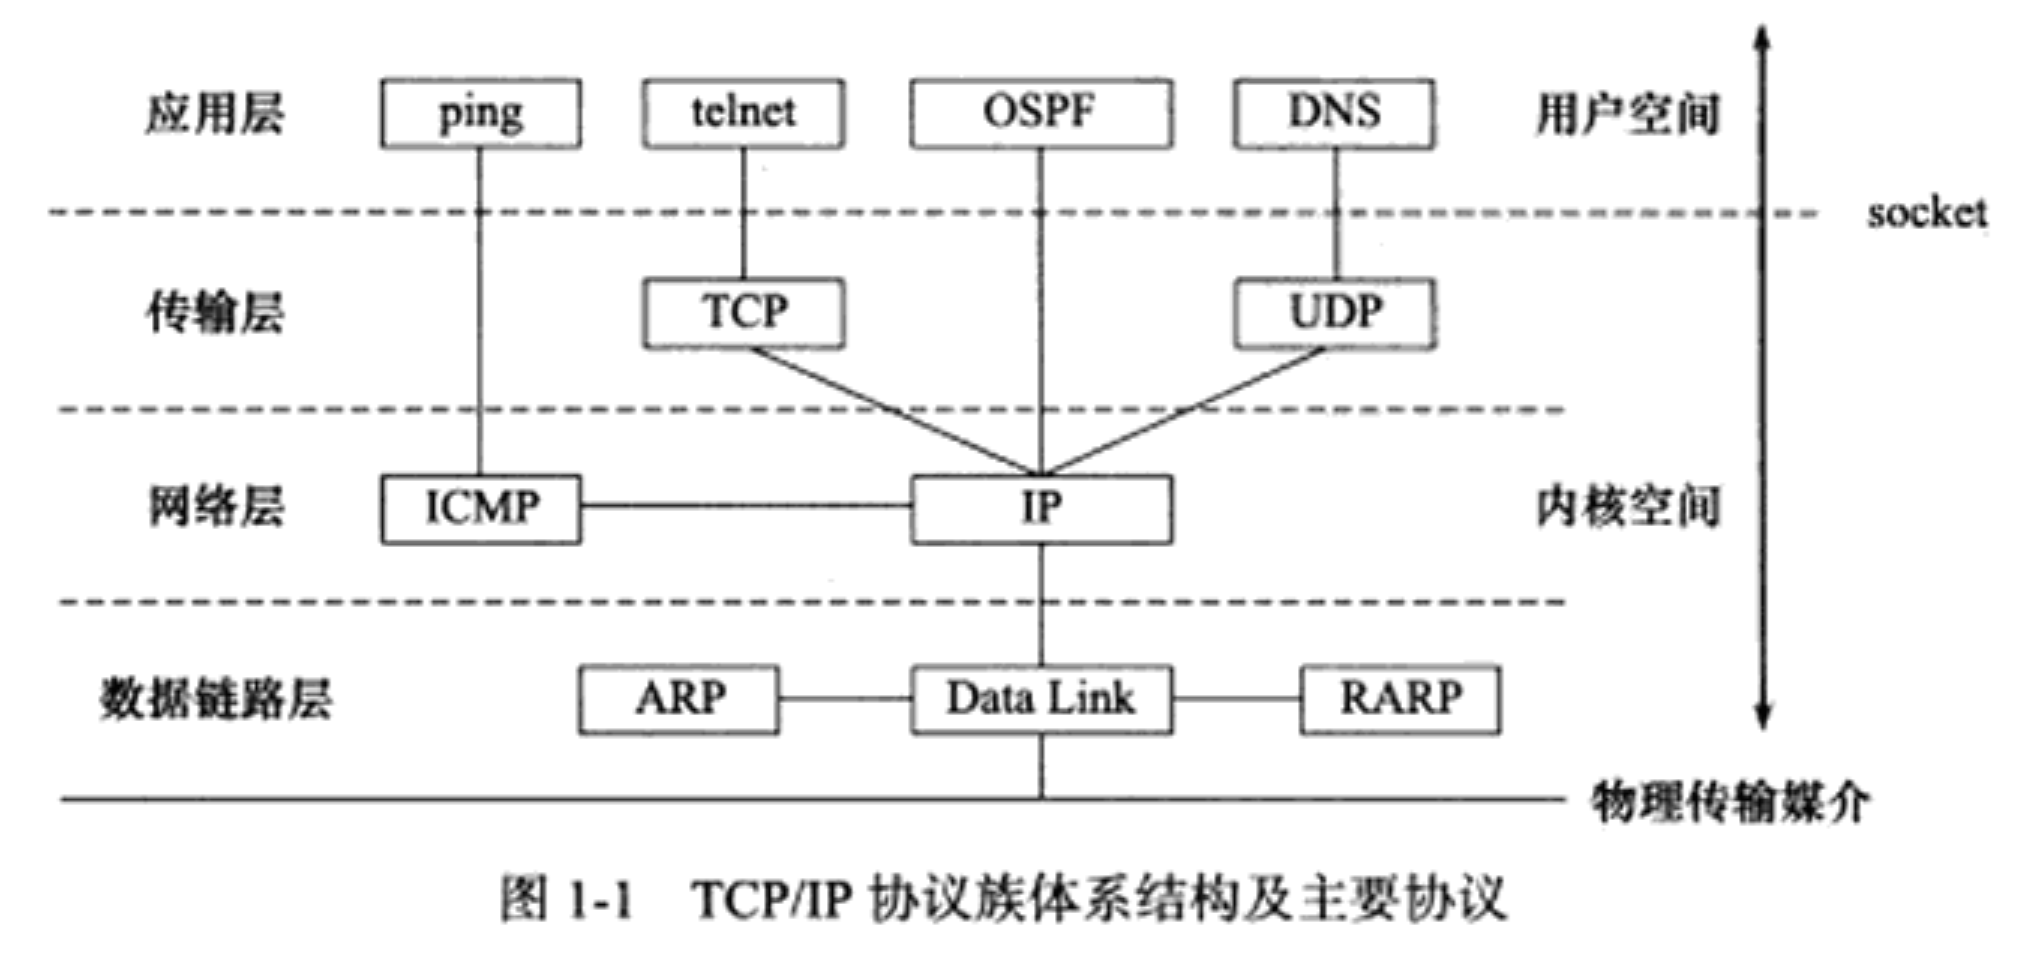 应用层 ping telnet OSPF DNS 用户空间
socket
传输层 TCP UDP
网络层 ICMP IP 内核空间
数据链路层 ARP Data Link RARP
物理传输媒介
图 1-1 TCP/IP 协议族体系结构及主要协议